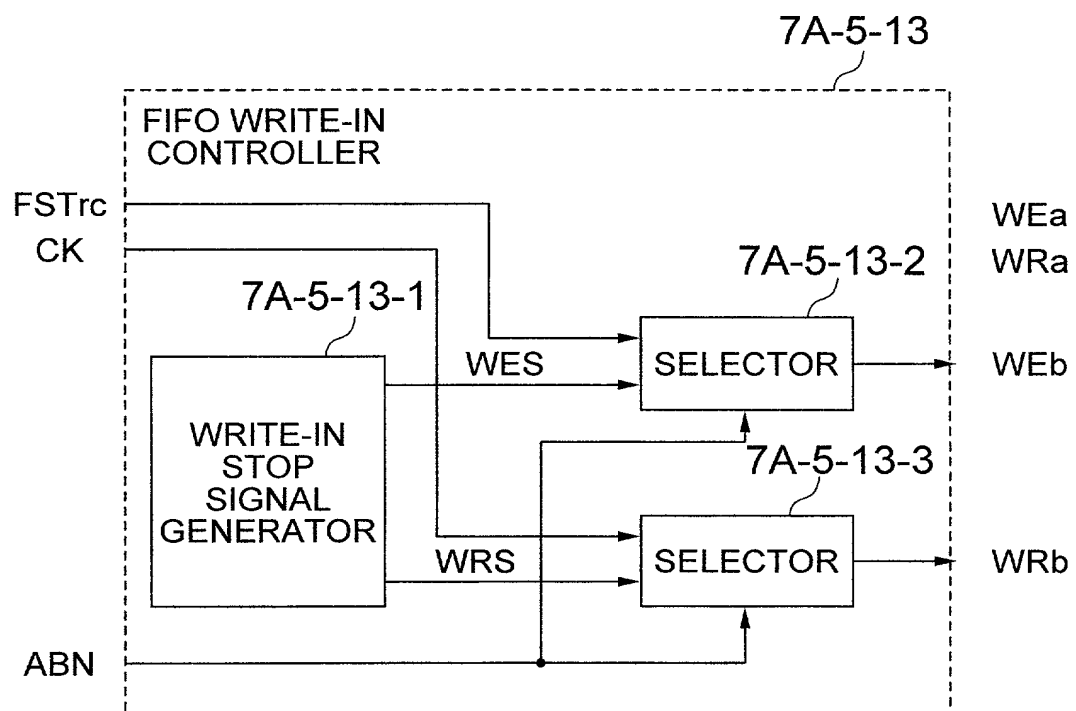 7A-5-13
FIFO WRITE-IN
CONTROLLER
FSTrc
CK
WEa
WRa
7A-5-13-1
7A-5-13-2
WES
SELECTOR
WEb
WRITE-IN
STOP
SIGNAL
GENERATOR
7A-5-13-3
WRS
SELECTOR
WRb
ABN